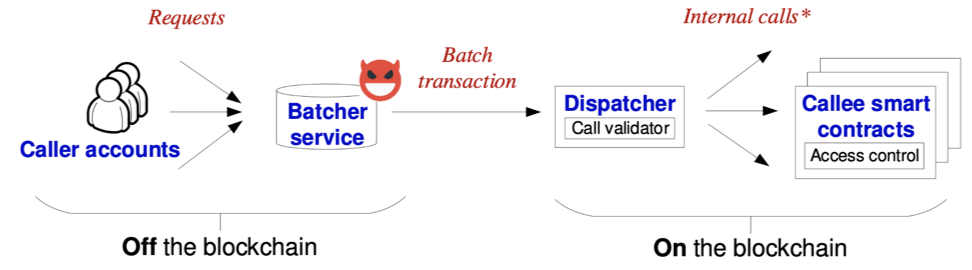 Requests
Internal calls*
Batch
transaction
Batcher
service
Dispatcher
Call validator
Callee smart
contracts
Access control
Caller accounts
Off the blockchain
On the blockchain